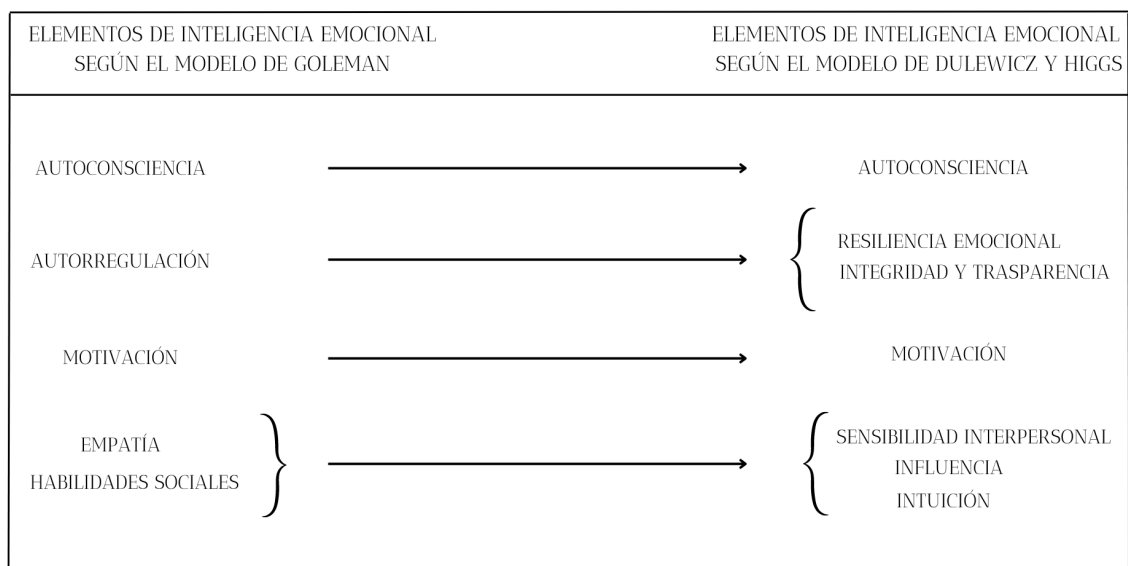 ELEMENTOS DE INTELIGENCIA EMOCIONAL
SEGÚN EL MODELO DE GOLEMAN
ELEMENTOS DE INTELIGENCIA EMOCIONAL
SEGÚN EL MODELO DE DULEWICZ Y HIGGS
AUTOCONSCIENCIA
AUTOCONSCIENCIA
AUTORREGULACIÓN
RESILIENCIA EMOCIONAL
INTEGRIDAD Y TRASPARENCIA
MOTIVACIÓN
MOTIVACIÓN
EMPATÍA
HABILIDADES SOCIALES
SENSIBILIDAD INTERPERSONAL
INFLUENCIA
INTUICIÓN